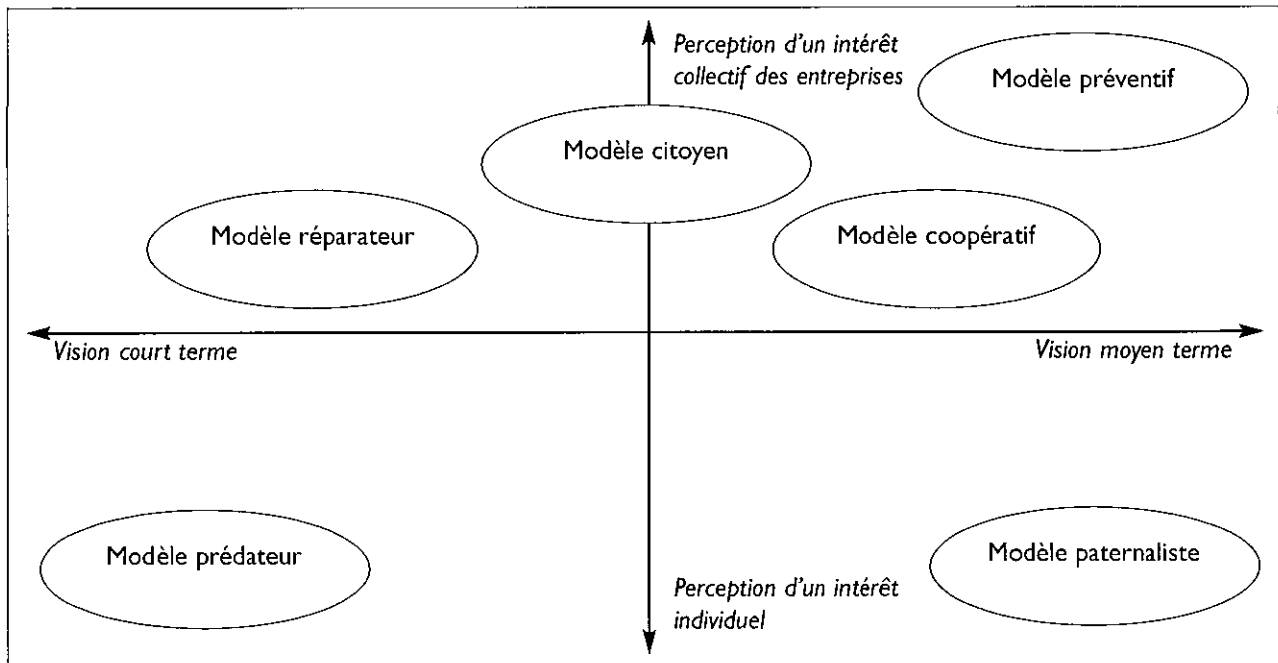 Perception d'un intérêt
collectif des entreprises
Modèle préventif
Modèle citoyen
Modèle réparateur
Modèle coopératif
Vision court terme
Vision moyen terme
Modèle prédateur
Modèle paternaliste
Perception d'un intérêt
individuel